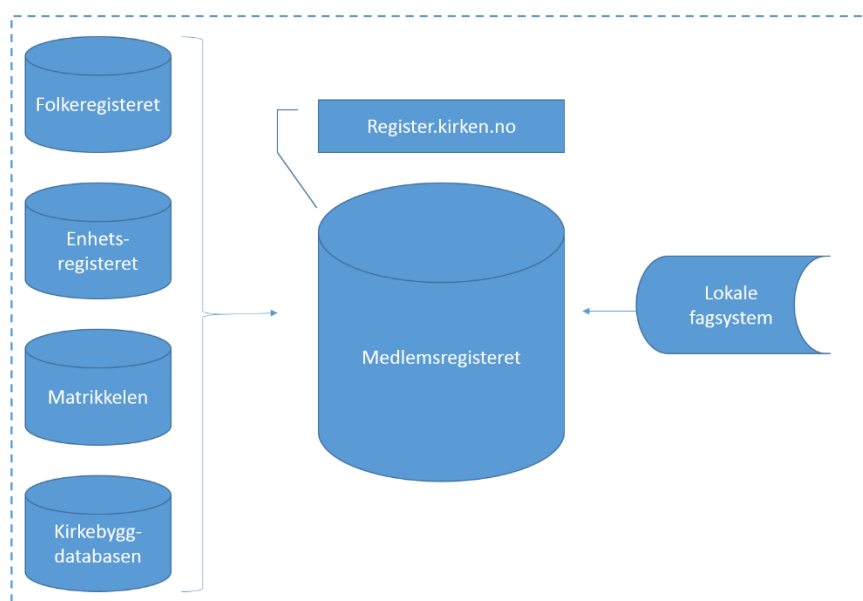 Folkeregisteret
Enhets-
registeret
Matrikkelen
Kirkebygg-
databasen
Register.kirken.no
Medlemsregisteret
Lokale
fagsystem